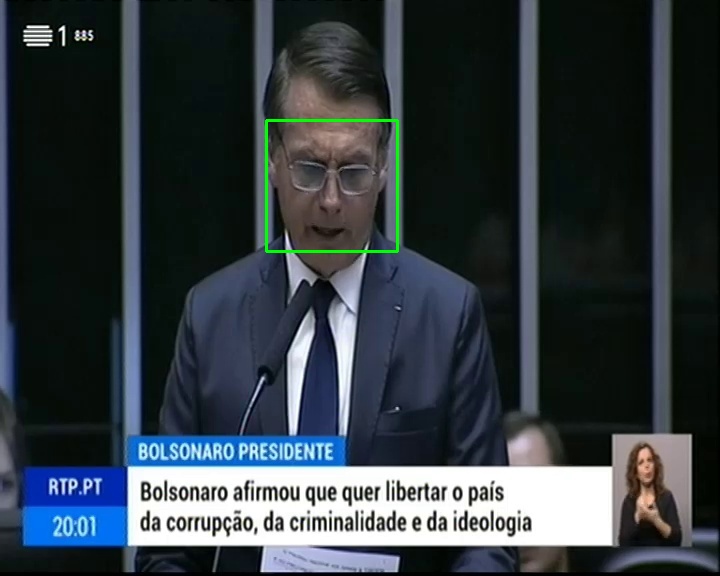 1 885
BOLSONARO PRESIDENTE
RTP.PT
20:01
Bolsonaro afirmou que quer libertar o país
da corrupção, da criminalidade e da ideologia